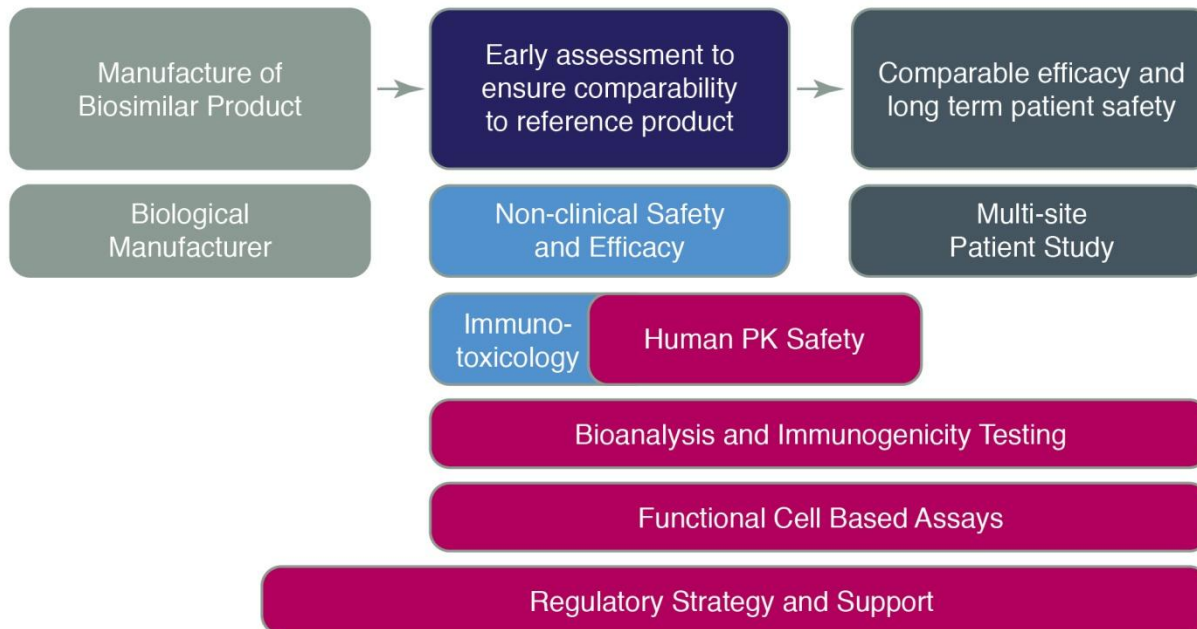 Manufacture of
Biosimilar Product
Early assessment to
ensure comparability
to reference product
Comparable efficacy and
long term patient safety
Biological
Manufacturer
Non-clinical Safety
and Efficacy
Multi-site
Patient Study
Immuno-
toxicology
Human PK Safety
Bioanalysis and Immunogenicity Testing
Functional Cell Based Assays
Regulatory Strategy and Support